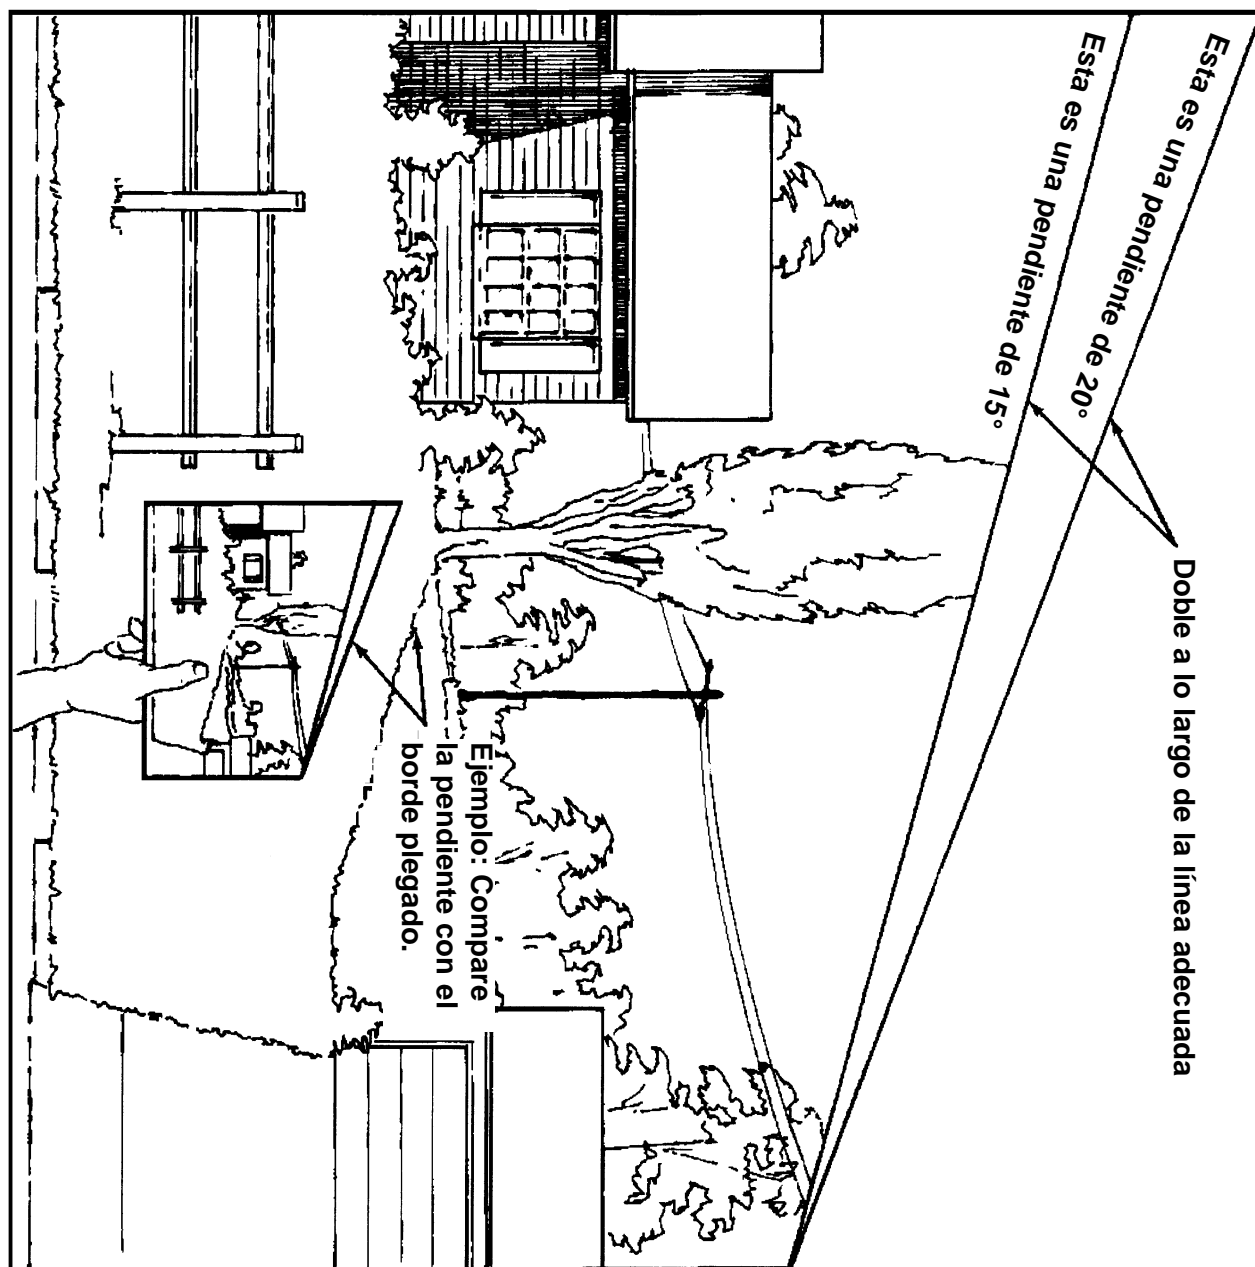 Esta es una pendiente de 20°
Esta es una pendiente de 15°
Doble a lo largo de la línea adecuada
Ejemplo: Compare
la pendiente con el
borde plegado.